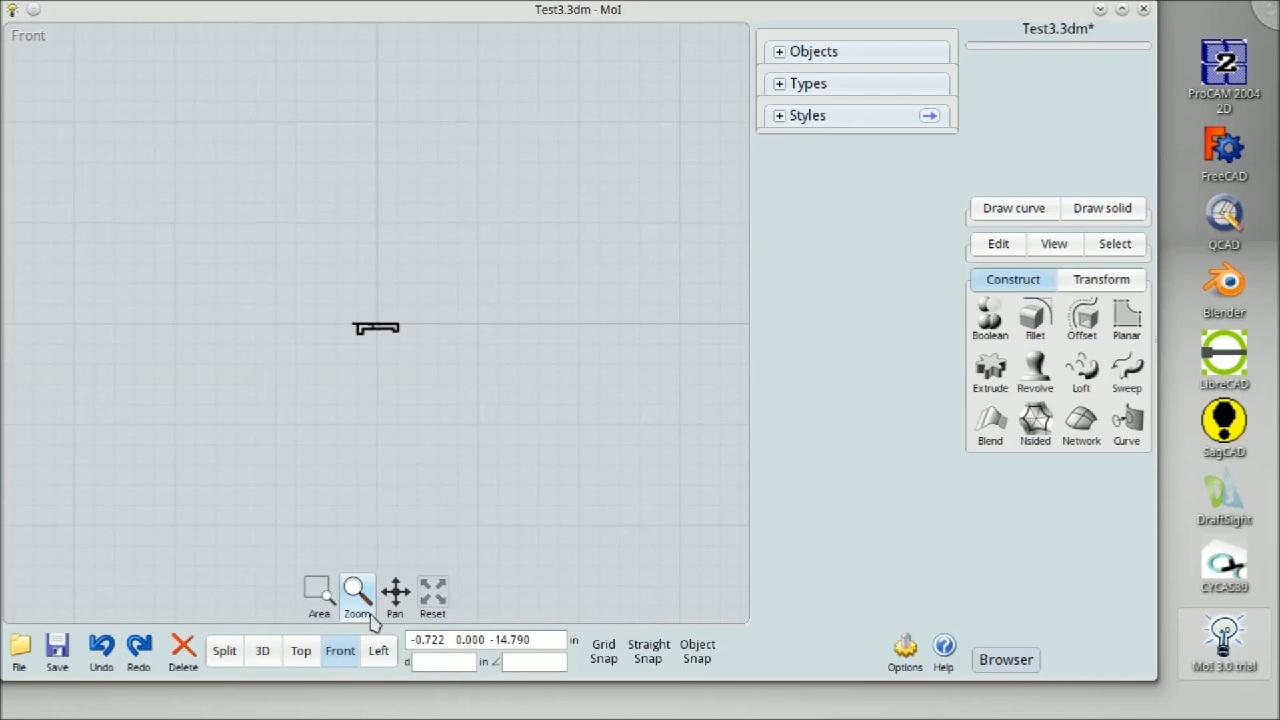 Test3.3dm - MoI
Front
Objects
Types
Styles
Test3.3dm*
Draw curve Draw solid
Edit View Select
Construct Transform
Boolean Fillet Offset Planar
Extrude Revolve Loft Sweep
Blend Nsided Network Curve
Area Zoom Pan Reset
File Save Undo Redo Delete
Split 3D Top Front Left
-0.722 0.000 -14.790 in
d in ∠
Grid Snap
Straight Snap
Object Snap
Options Help
Browser
2
ProCAM 2004
2D
FreeCAD
QCAD
Blender
LibreCAD
SagCAD
DraftSight
CYCAS39
MoI 3.0 trial